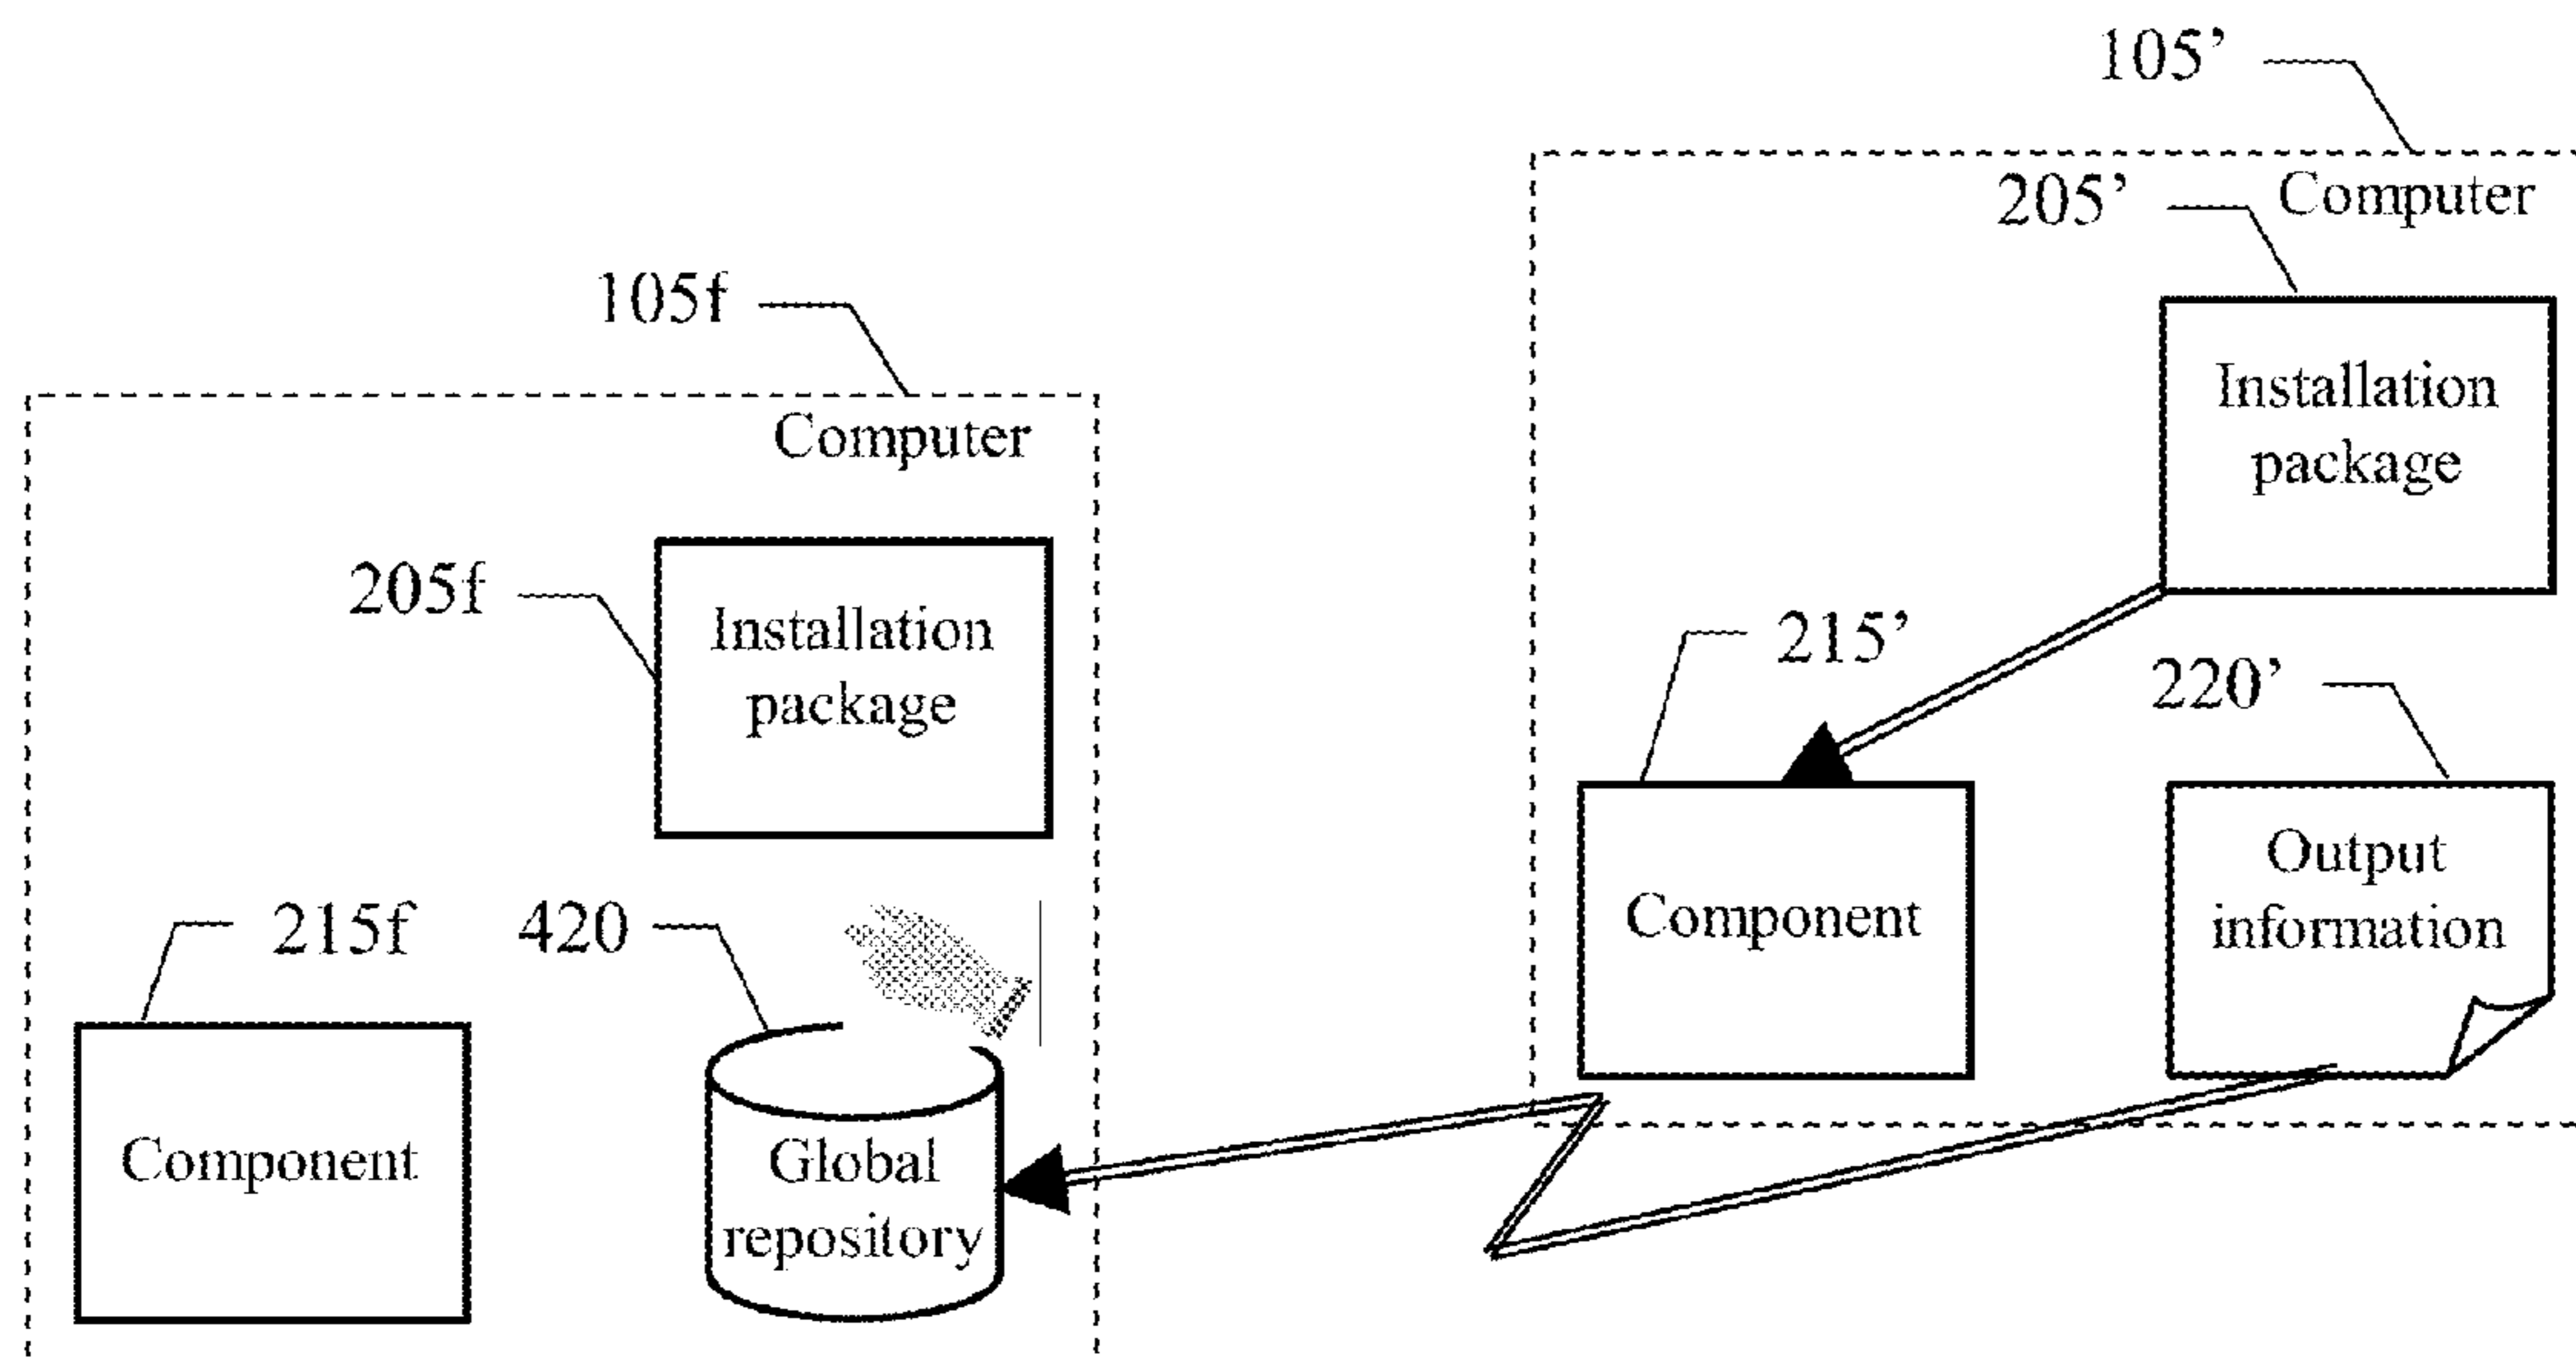 105’
205’
Computer
Installation
package
105f
Computer
205f
Installation
package
215’
220’
Component
Output
information
215f
420
Component
Global
repository